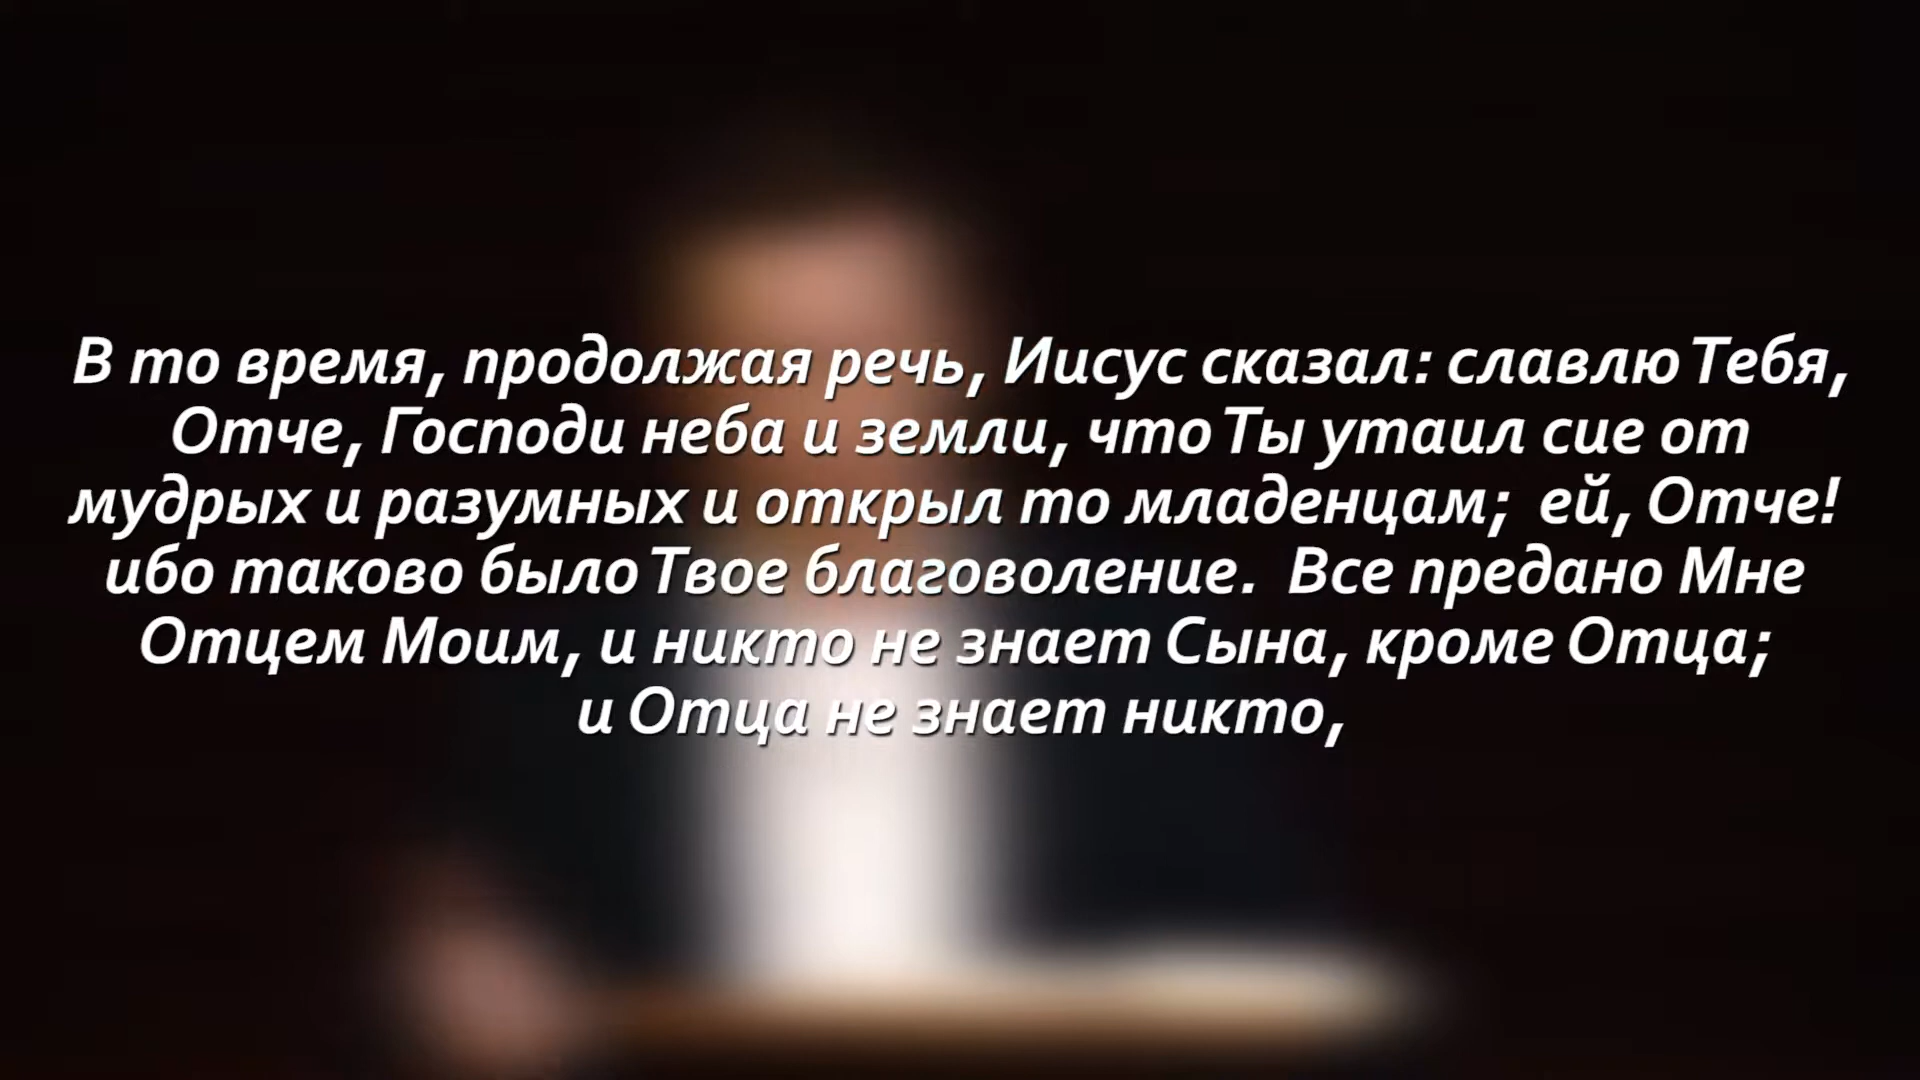 В то время, продолжая речь, Иисус сказал: славлю Тебя,
Отче, Господи неба и земли, что Ты утаил сие от
мудрых и разумных и открыл то младенцам; ей, Отче!
ибо таково было Твое благоволение. Все предано Мне
Отцем Моим, и никто не знает Сына, кроме Отца;
и Отца не знает никто,